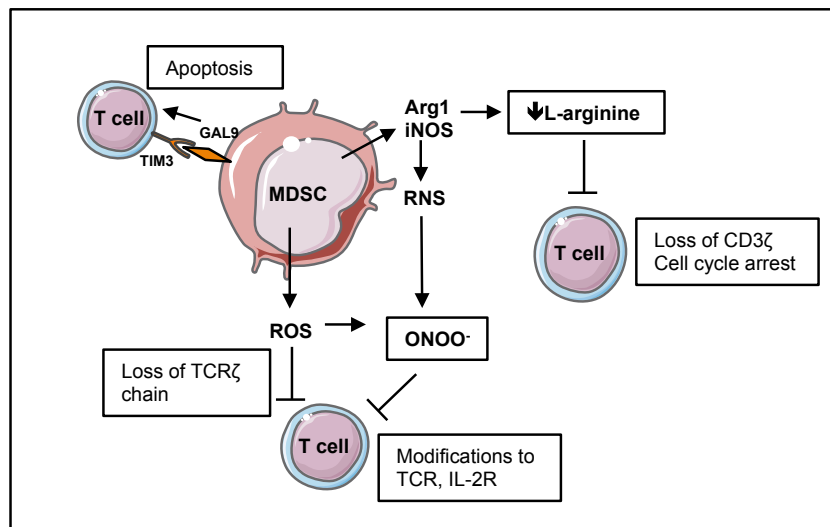 Apoptosis
T cell
GAL9
TIM3
MDSC
Arg1
iNOS
🡻L-arginine
RNS
T cell
Loss of CD3ζ
Cell cycle arrest
ROS
ONOO⁻
Loss of TCRζ
chain
T cell
Modifications to
TCR, IL-2R